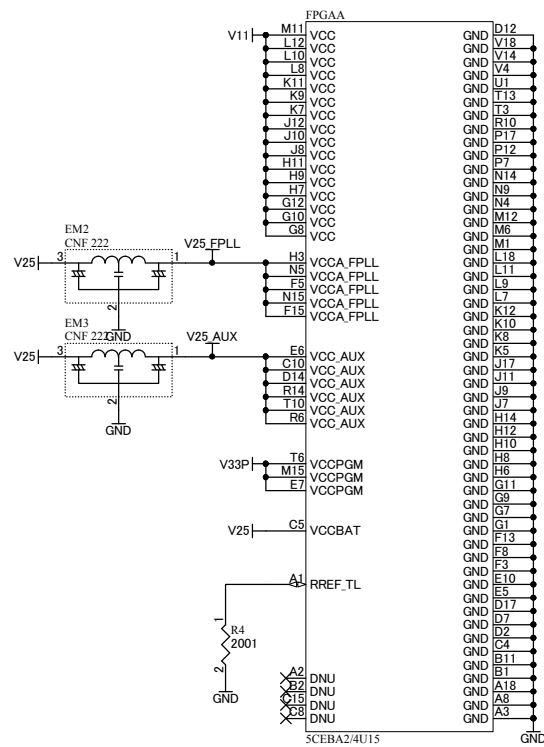 FPGAA
V11
M11 VCC GND D12
L12 VCC GND V18
L10 VCC GND V14
L8 VCC GND V4
K11 VCC GND U1
K9 VCC GND T13
K7 VCC GND T3
J12 VCC GND R10
J10 VCC GND P17
J8 VCC GND P12
H11 VCC GND P7
H9 VCC GND N14
H7 VCC GND N9
G12 VCC GND N4
G10 VCC GND M12
G8 VCC GND M6
GND M1
EM2
CNF 222
V25 3 1 V25_FPLL
2
GND
H3 VCCA_FPLL GND L18
N5 VCCA_FPLL GND L11
F5 VCCA_FPLL GND L9
N15 VCCA_FPLL GND L7
F15 VCCA_FPLL GND K12
GND K10
GND K8
EM3
CNF 222
V25 3 1 V25_AUX
2
GND
E6 VCC_AUX GND K5
C10 VCC_AUX GND J17
D14 VCC_AUX GND J11
R14 VCC_AUX GND J9
T10 VCC_AUX GND J7
R6 VCC_AUX GND H14
GND H12
GND H10
V33P
T6 VCCPGM GND H8
M15 VCCPGM GND H6
E7 VCCPGM GND G11
GND G9
GND G7
V25 C5 VCCBAT GND G1
GND F13
GND F8
GND F3
A1 RREF_TL GND E10
GND E5
GND D17
GND D7
GND D2
GND C4
GND B11
1
R4
2001
2
GND
A2 DNU GND B1
B2 DNU GND A18
C15 DNU GND A8
C8 DNU GND A3
5CEBA2/4U15
GND